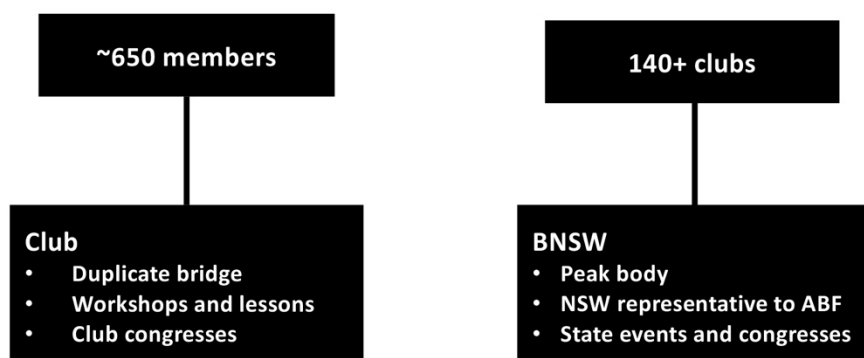 ~650 members
140+ clubs
Club
• Duplicate bridge
• Workshops and lessons
• Club congresses
BNSW
• Peak body
• NSW representative to ABF
• State events and congresses